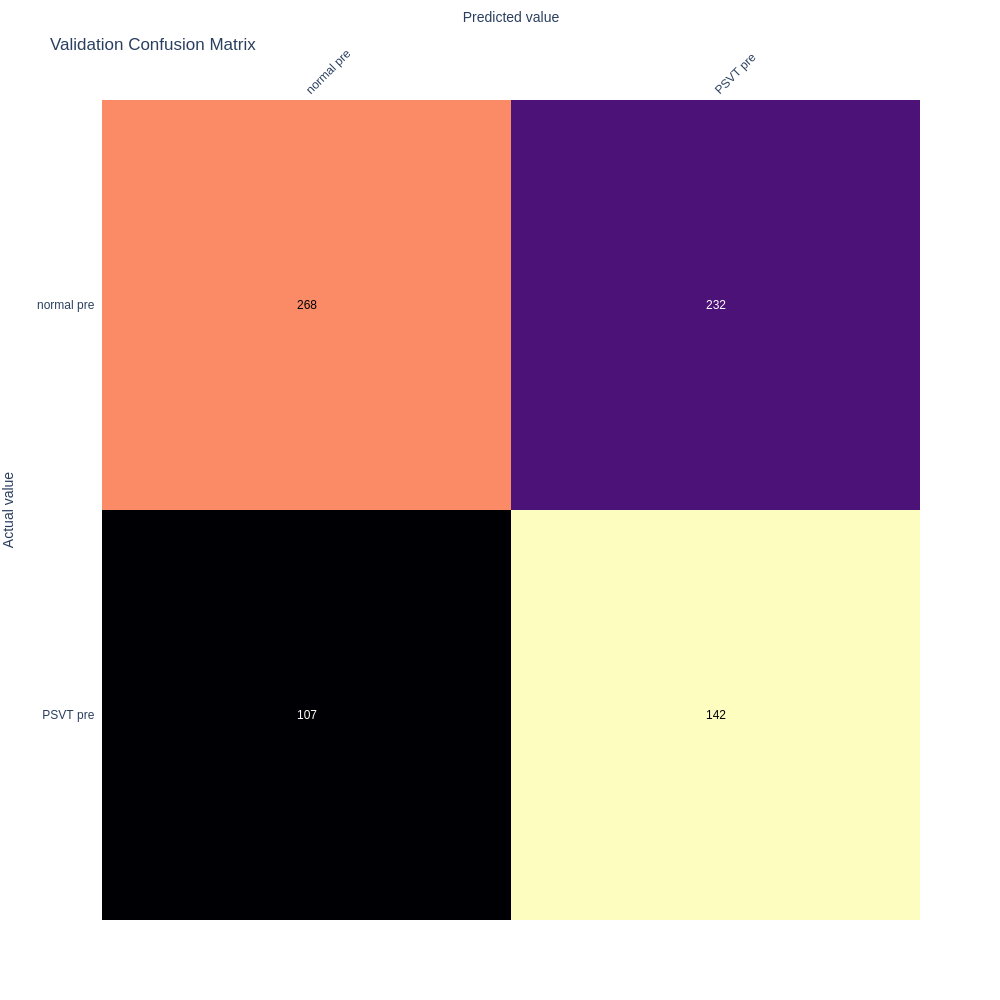 Predicted value
Validation Confusion Matrix
normal pre
PSVT pre
normal pre
268
232
Actual value
PSVT pre
107
142